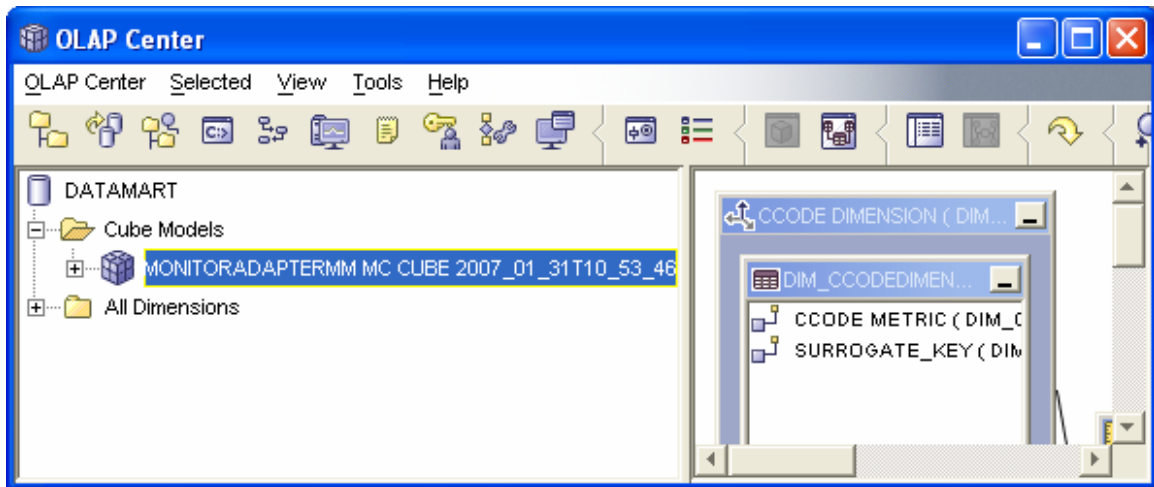 OLAP Center
OLAP Center Selected View Tools Help
DATAMART
Cube Models
MONITORADAPTERMM MC CUBE 2007_01_31T10_53_46
All Dimensions
CCODE DIMENSION ( DIM...
DIM_CCODEDIMEN...
CCODE METRIC ( DIM_C
SURROGATE_KEY ( DIM